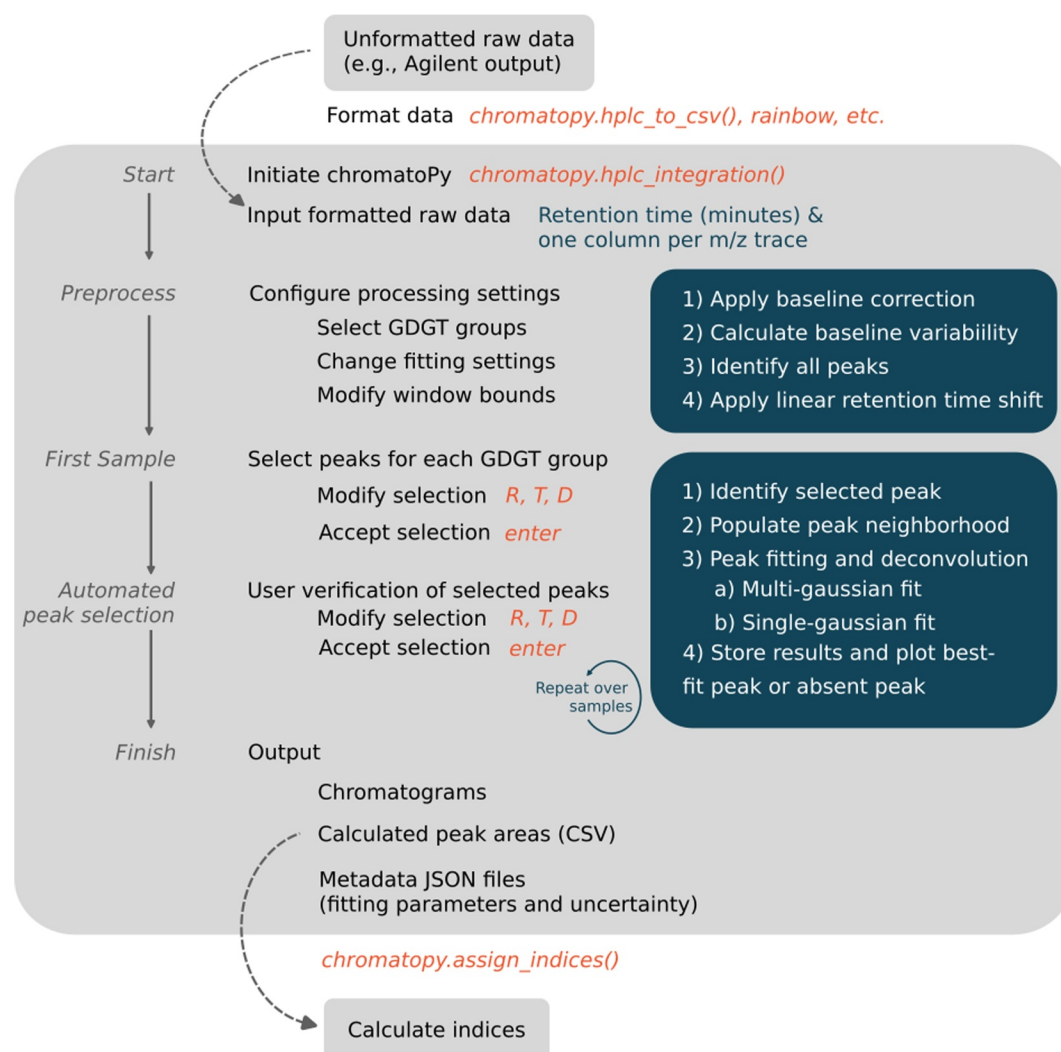 Unformatted raw data
(e.g., Agilent output)
Format data chromatopy.hplc_to_csv(), rainbow, etc.
Start
Initiate chromatoPy chromatopy.hplc_integration()
Input formatted raw data
Retention time (minutes) &
one column per m/z trace
Preprocess
Configure processing settings
Select GDGT groups
Change fitting settings
Modify window bounds
1) Apply baseline correction
2) Calculate baseline variabiility
3) Identify all peaks
4) Apply linear retention time shift
First Sample
Select peaks for each GDGT group
Modify selection R, T, D
Accept selection enter
Automated
peak selection
User verification of selected peaks
Modify selection R, T, D
Accept selection enter
Repeat over
samples
1) Identify selected peak
2) Populate peak neighborhood
3) Peak fitting and deconvolution
a) Multi-gaussian fit
b) Single-gaussian fit
4) Store results and plot best-
fit peak or absent peak
Finish
Output
Chromatograms
Calculated peak areas (CSV)
Metadada JSON files
(fitting parameters and uncertainty)
chromatopy.assign_indices()
Calculate indices